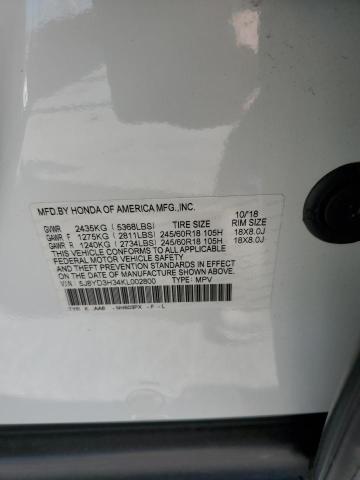 MFD.BY HONDA OF AMERICA MFG.,INC. 10/18
GVWR 2435KG (5368LBS) TIRE SIZE RIM SIZE
GAWR F 1275KG (2811LBS) 245/60R18 105H 18X8.0J
GAWR R 1240KG (2734LBS) 245/60R18 105H 18X8.0J
THIS VEHICLE CONFORMS TO ALL APPLICABLE
FEDERAL MOTOR VEHICLE SAFETY
AND THEFT PREVENTION STANDARDS IN EFFECT
ON THE DATE OF MANUFACTURE SHOWN ABOVE.
V I N : 5J8YD3H34KL002800 TYPE: MPV